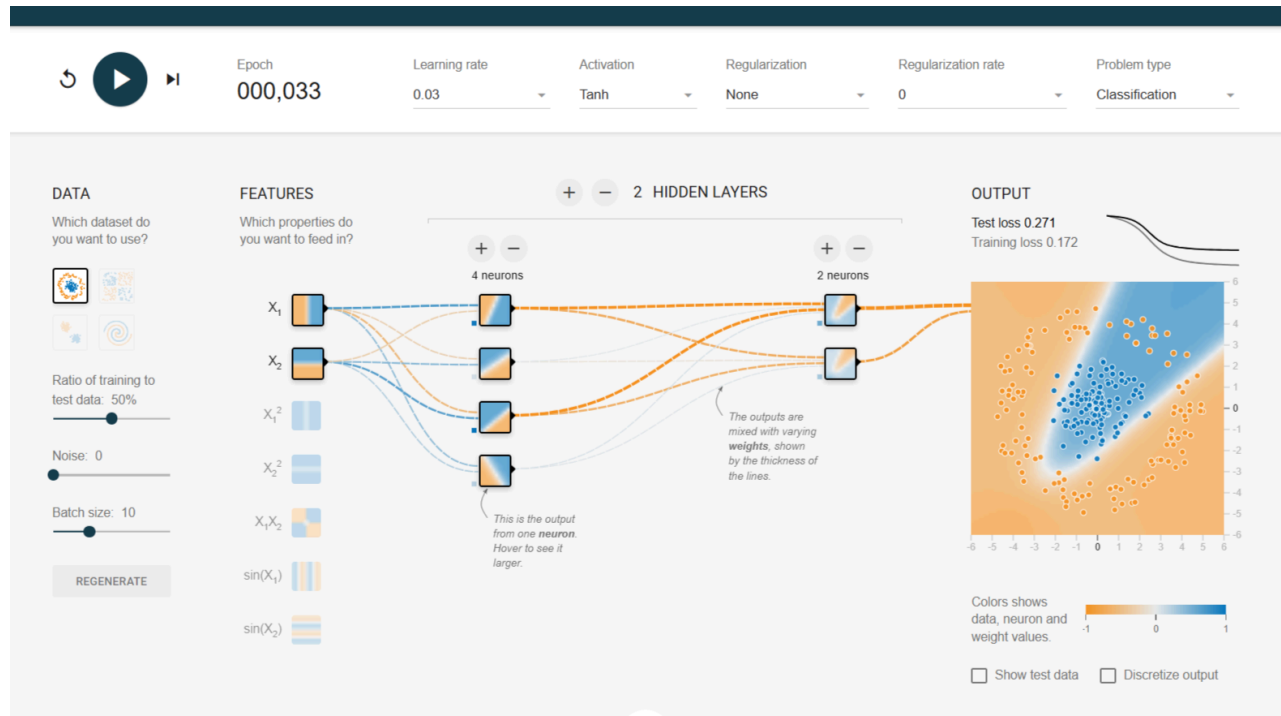 Epoch
000,033
Learning rate
0.03
Activation
Tanh
Regularization
None
Regularization rate
0
Problem type
Classification
DATA
Which dataset do
you want to use?
Ratio of training to
test data: 50%
Noise: 0
Batch size: 10
REGENERATE
FEATURES
Which properties do
you want to feed in?
X₁
X₂
X₁²
X₂²
X₁X₂
sin(X₁)
sin(X₂)
+ − 2 HIDDEN LAYERS
+ −
4 neurons
+ −
2 neurons
This is the output
from one neuron.
Hover to see it
larger.
The outputs are
mixed with varying
weights, shown
by the thickness of
the lines.
OUTPUT
Test loss 0.271
Training loss 0.172
6
5
4
3
2
1
0
-1
-2
-3
-4
-5
-6
-6 -5 -4 -3 -2 -1 0 1 2 3 4 5 6
Colors shows
data, neuron and
weight values.
-1 0 1
Show test data
Discretize output